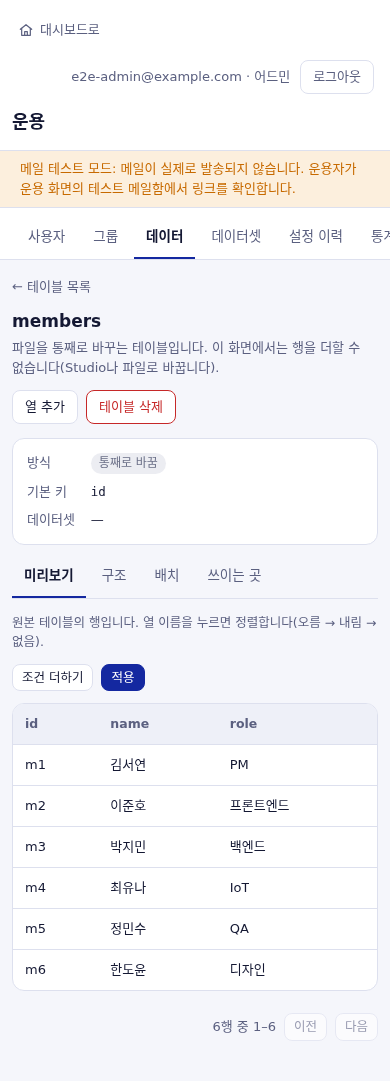 대시보드로
e2e-admin@example.com · 어드민 로그아웃
운용
메일 테스트 모드: 메일이 실제로 발송되지 않습니다. 운용자가
운용 화면의 테스트 메일함에서 링크를 확인합니다.
사용자 그룹 데이터 데이터셋 설정 이력 통계
← 테이블 목록
members
파일을 통째로 바꾸는 테이블입니다. 이 화면에서는 행을 더할 수
없습니다(Studio나 파일로 바꿉니다).
열 추가 테이블 삭제
방식 통째로 바꿈
기본 키 id
데이터셋 —
미리보기 구조 배치 쓰이는 곳
원본 테이블의 행입니다. 열 이름을 누르면 정렬합니다(오름 → 내림 →
없음).
조건 더하기 적용
id name role
m1 김서연 PM
m2 이준호 프론트엔드
m3 박지민 백엔드
m4 최유나 IoT
m5 정민수 QA
m6 한도윤 디자인
6행 중 1–6 이전 다음